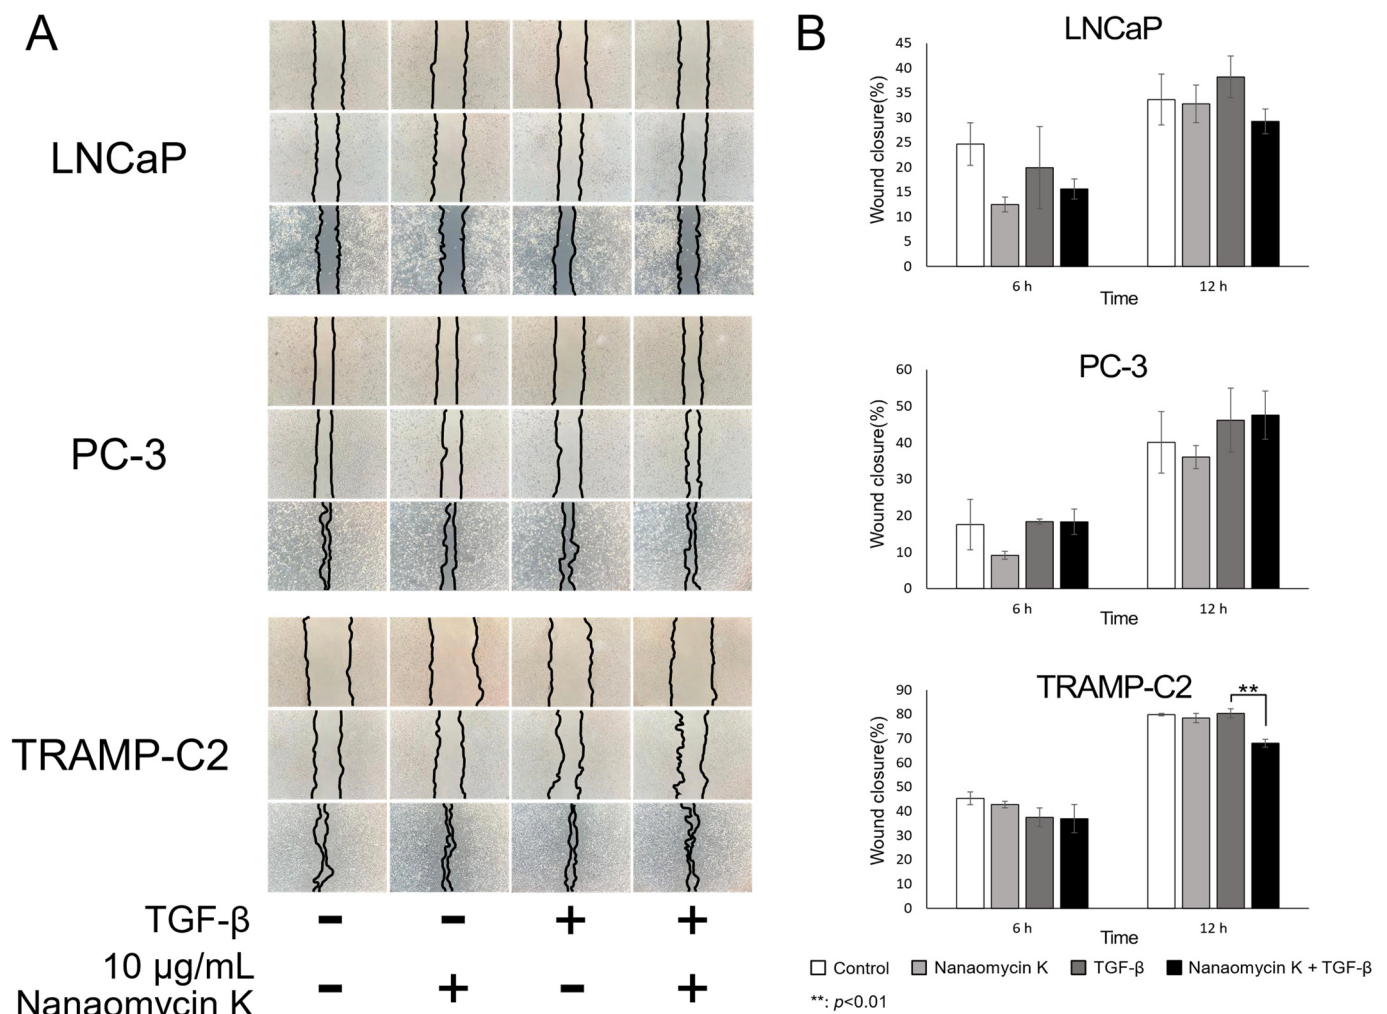 A
LNCaP
PC-3
TRAMP-C2
TGF-β
- - + +
10 μg/mL
Nanaomycin K
- + - +
B
LNCaP
Wound closure(%)
45
40
35
30
25
20
15
10
5
0
6 h 12 h
Time
PC-3
Wound closure(%)
60
50
40
30
20
10
0
6 h 12 h
Time
TRAMP-C2
**
Wound closure(%)
90
80
70
60
50
40
30
20
10
0
6 h 12 h
Time
Control Nanaomycin K TGF-β Nanaomycin K + TGF-β
**: p<0.01